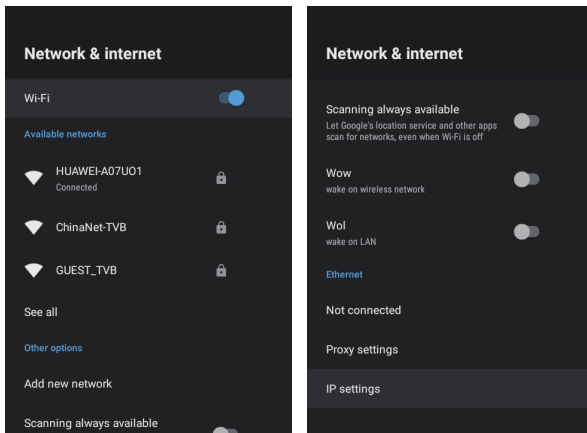 Network & internet
Wi-Fi
Available networks
HUAWEI-A07UO1
Connected
ChinaNet-TVB
GUEST_TVB
See all
Other options
Add new network
Scanning always available
Network & internet
Scanning always available
Let Google's location service and other apps
scan for networks, even when Wi-Fi is off
Wow
wake on wireless network
Wol
wake on LAN
Ethernet
Not connected
Proxy settings
IP settings